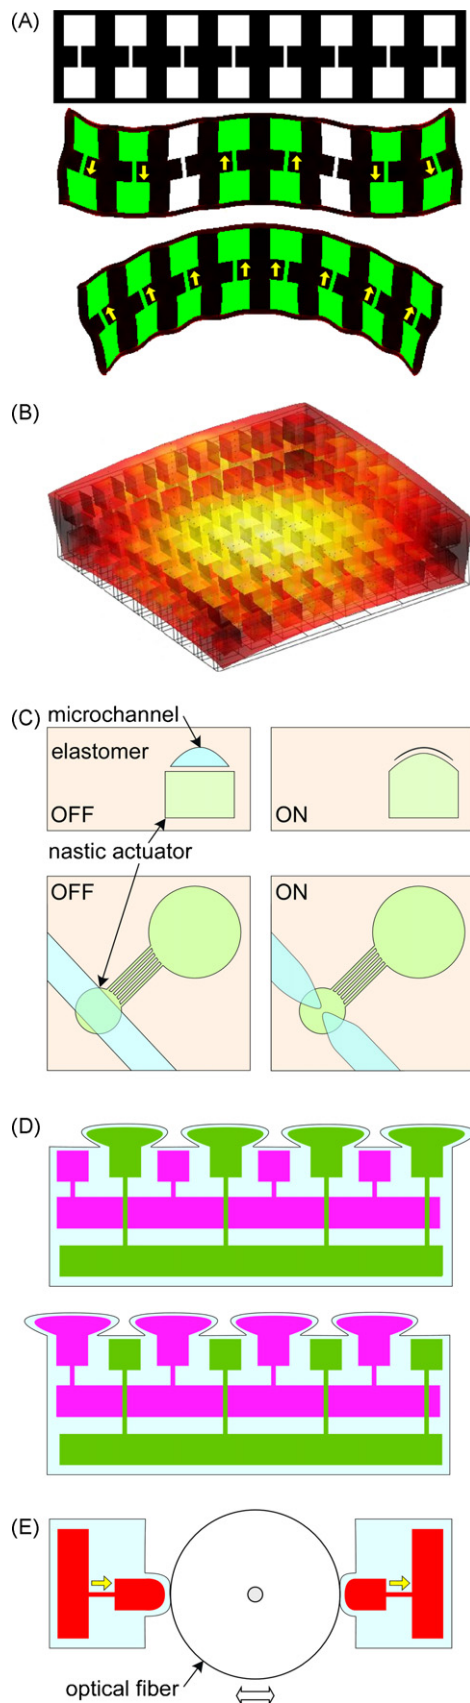 (A)
(B)
(C)
microchannel
elastomer
OFF
ON
nastic actuator
OFF
ON
(D)
(E)
optical fiber